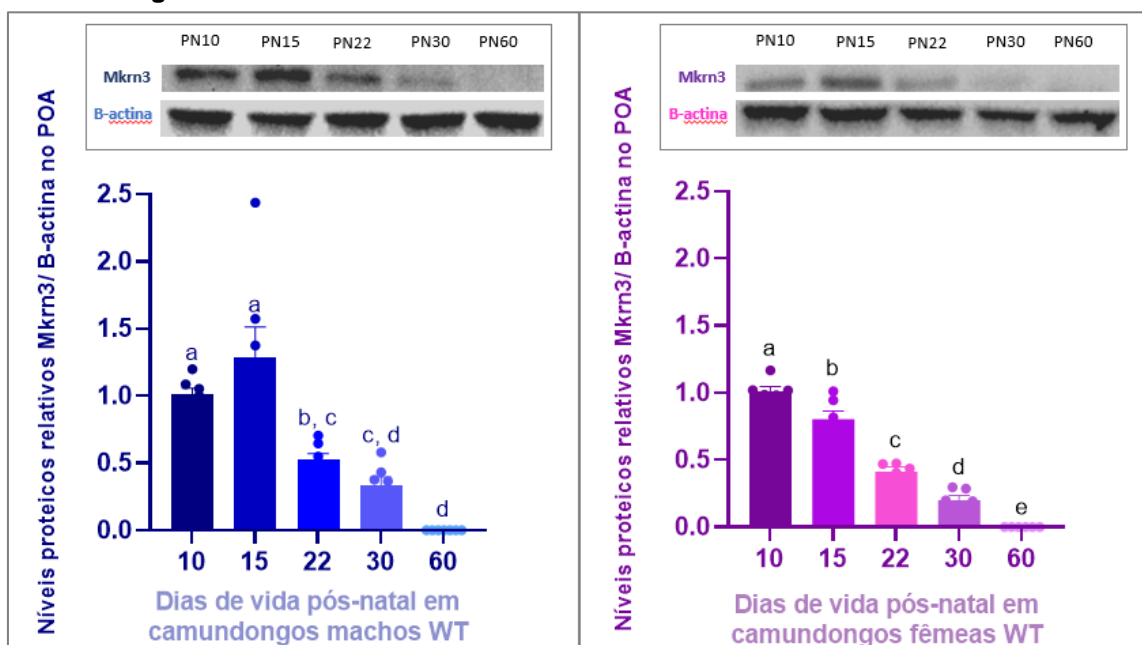 PN10 PN15 PN22 PN30 PN60
Mkrn3
B-actina
Níveis proteicos relativos Mkrn3/ B-actina no POA
2.5
2.0
1.5
1.0
0.5
0.0
a
a
b, c
c, d
d
10 15 22 30 60
Dias de vida pós-natal em
camundongos machos WT
PN10 PN15 PN22 PN30 PN60
Mkrn3
B-actina
Níveis proteicos relativos Mkrn3/ B-actina no POA
2.5
2.0
1.5
1.0
0.5
0.0
a
b
c
d
e
10 15 22 30 60
Dias de vida pós-natal em
camundongos fêmeas WT